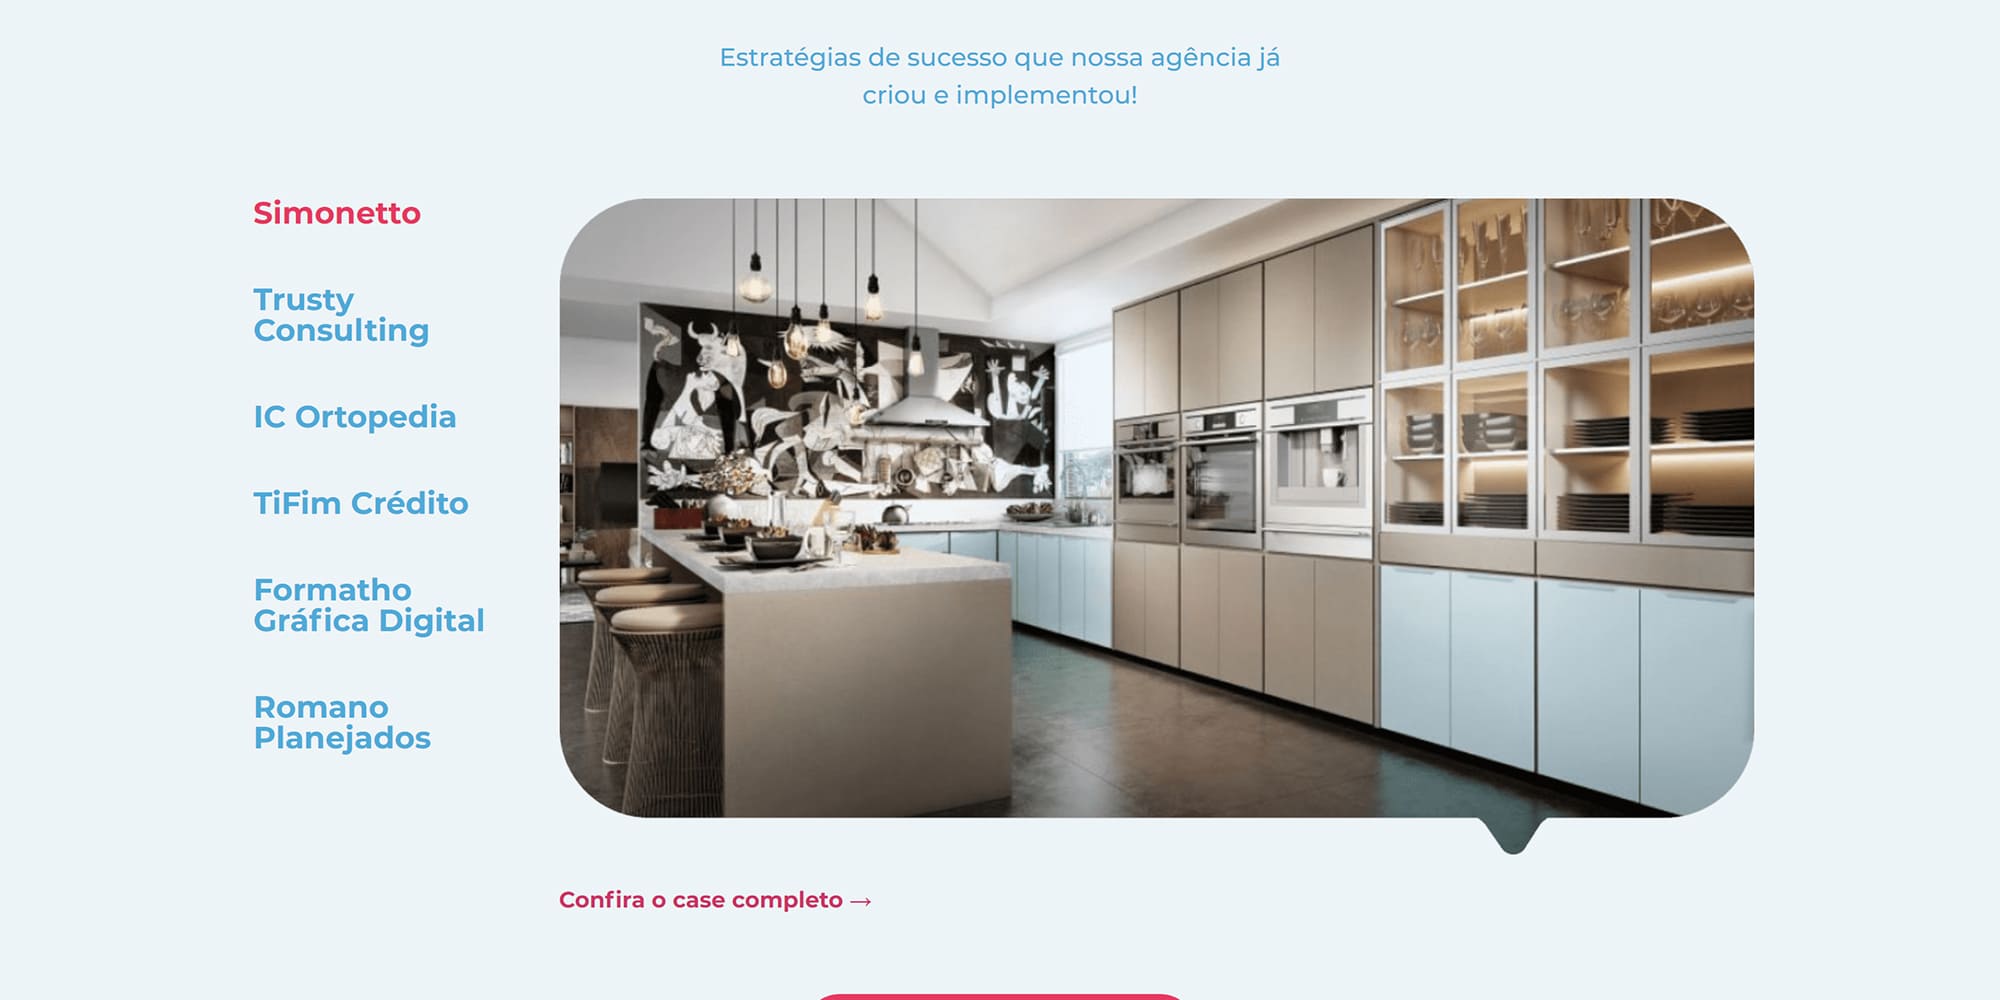 Estratégias de sucesso que nossa agência já
criou e implementou!
Simonetto
Trusty
Consulting
IC Ortopedia
TiFim Crédito
Formatho
Gráfica Digital
Romano
Planejados
Confira o case completo →